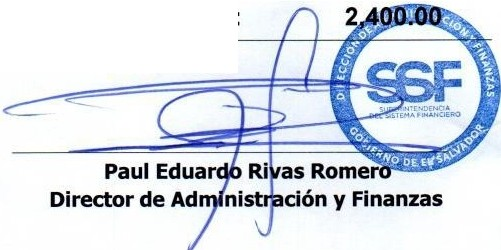 2,400.00
DIRECCIÓN DE ADMINISTRACIÓN Y FINANZAS
SSF
SUPERINTENDENCIA
DEL SISTEMA FINANCIERO
GOBIERNO DE EL SALVADOR
Paul Eduardo Rivas Romero
Director de Administración y Finanzas